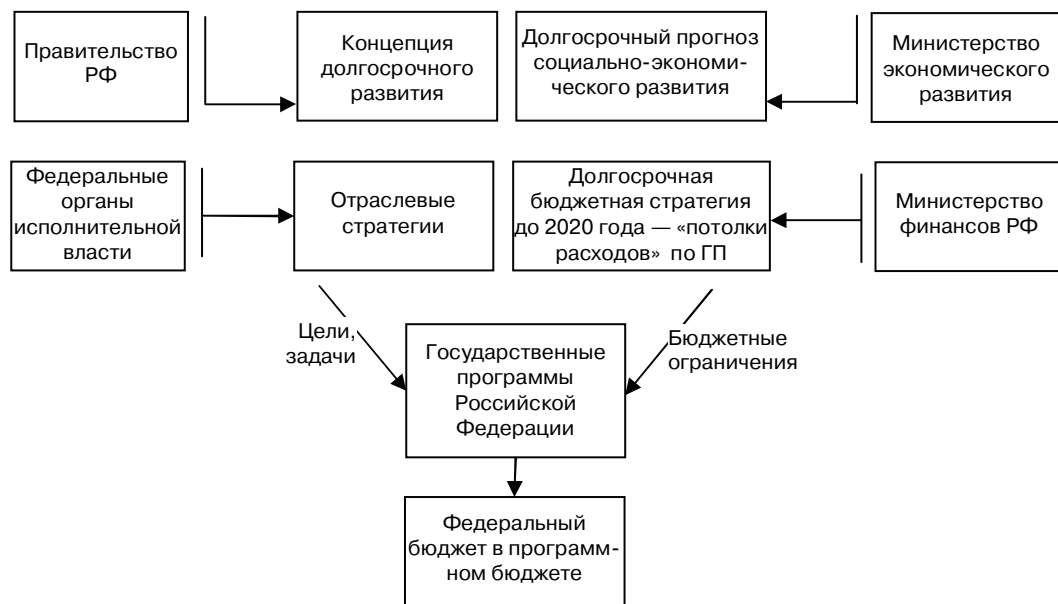 Правительство
РФ
Концепция
долгосрочного
развития
Долгосрочный прогноз
социально-экономи-
ческого развития
Министерство
экономического
развития
Федеральные
органы
исполнительной
власти
Отраслевые
стратегии
Долгосрочная
бюджетная стратегия
до 2020 года — «потолки
расходов» по ГП
Министерство
финансов РФ
Цели,
задачи
Бюджетные
ограничения
Государственные
программы
Российской
Федерации
Федеральный
бюджет в программ-
ном бюджете